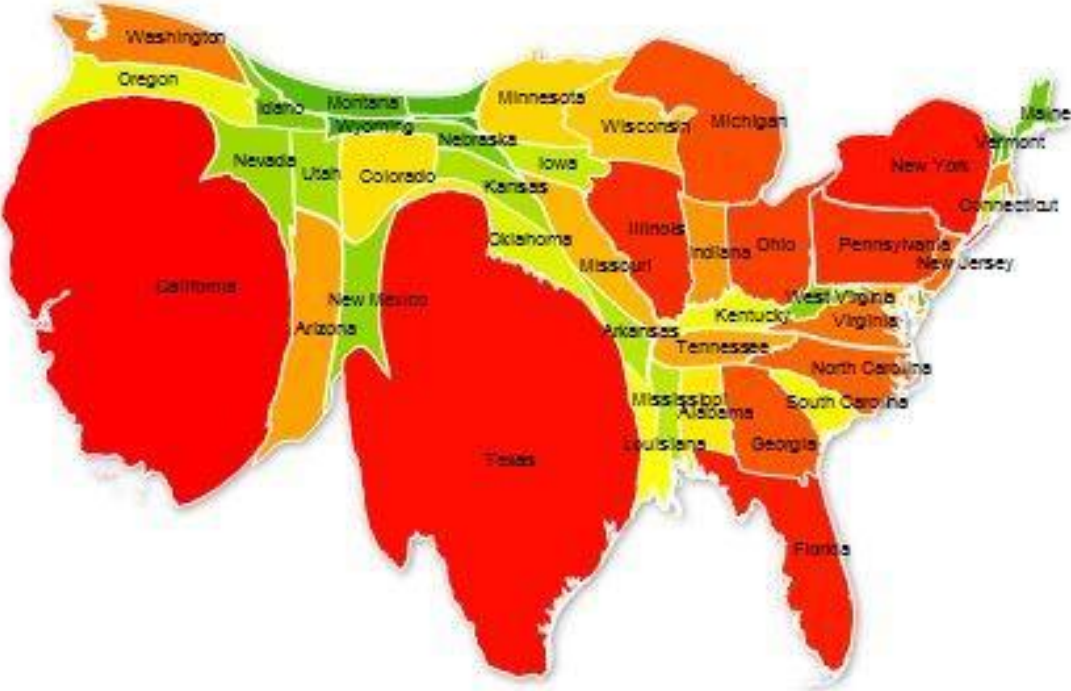 Washington
Oregon
Idaho
Montana
Wyoming
Nebraska
Minnesota
Wisconsin
Michigan
Maine
Vermont
New York
Nevada
Utah
Colorado
Kansas
Iowa
Connecticut
Illinois
Indiana
Ohio
Pennsylvania
New Jersey
Oklahoma
Missouri
California
New Mexico
Arizona
West Virginia
Kentucky
Virginia
Arkansas
Tennessee
North Carolina
Mississippi
Alabama
South Carolina
Louisiana
Georgia
Texas
Florida